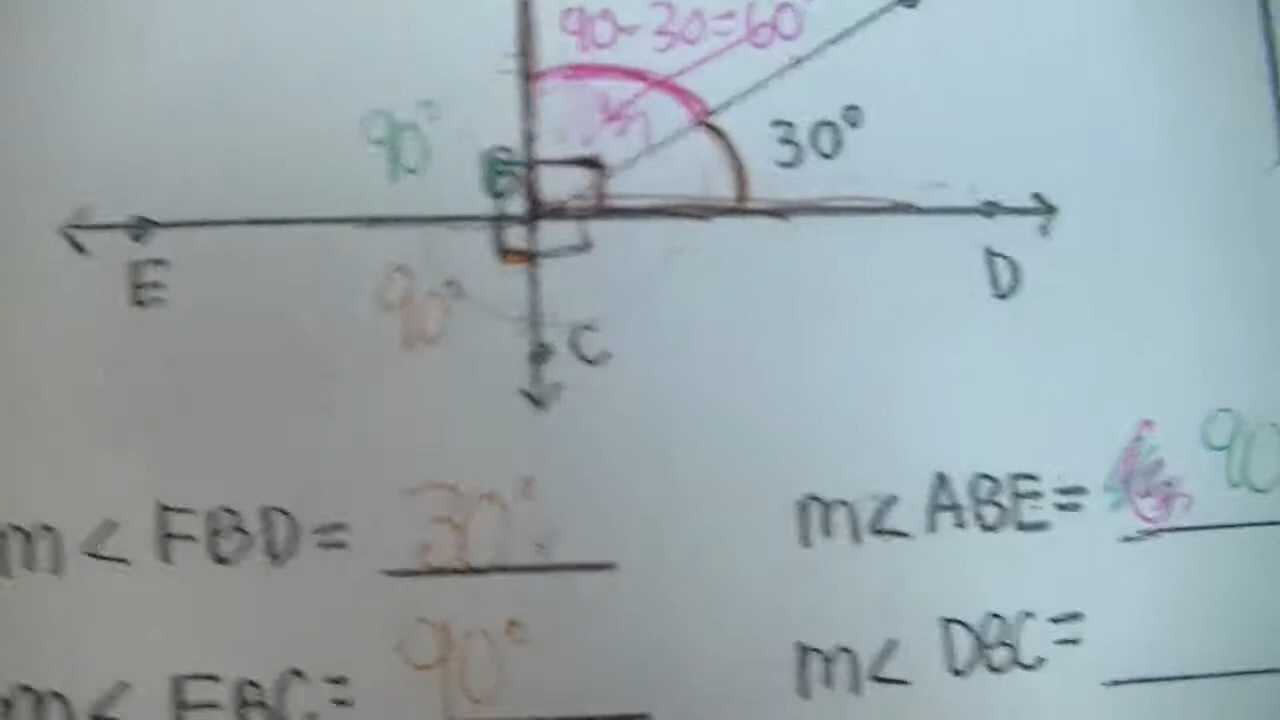 90-30=60°
90°
30°
B
E
D
90°
C
m< FBD = 30°
m< ABE = 90
m< EBC = 90°
m< DBC =